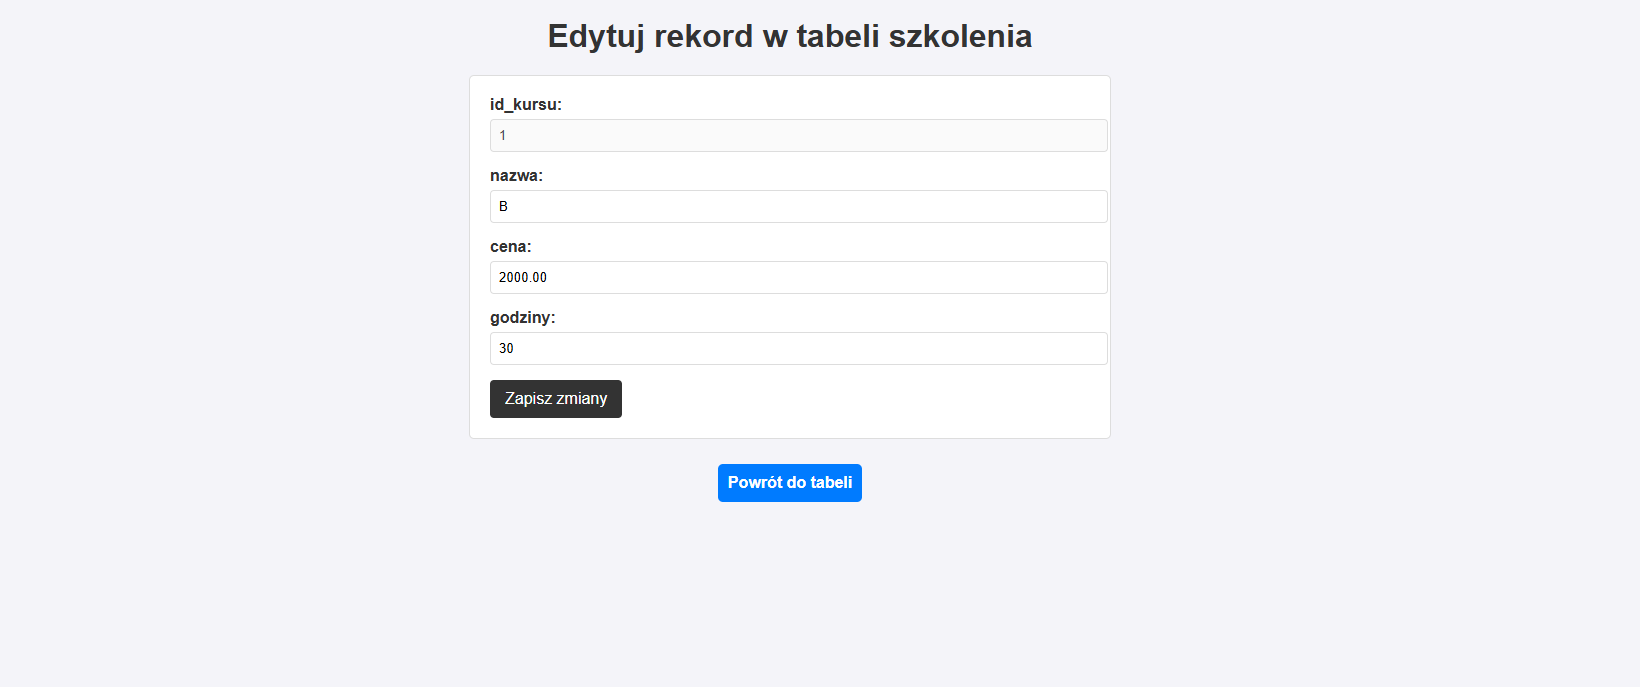 Edytuj rekord w tabeli szkolenia
id_kursu:
1
nazwa:
B
cena:
2000.00
godziny:
30
Zapisz zmiany
Powrót do tabeli